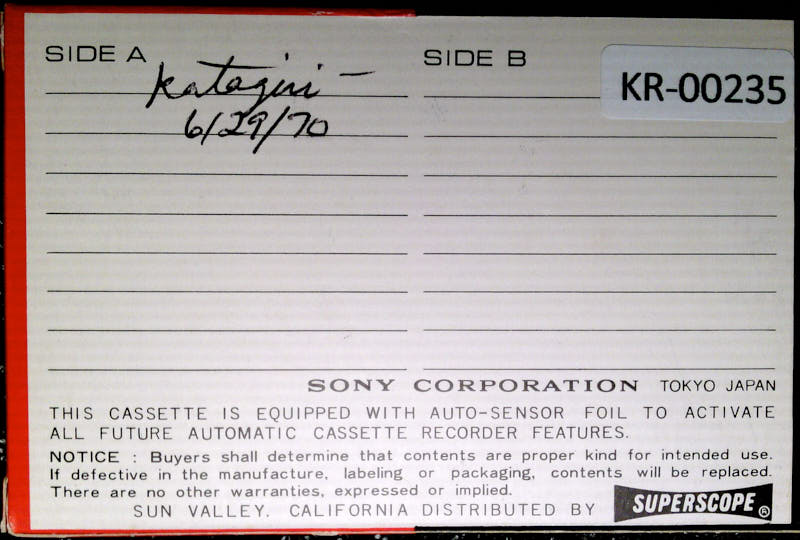 SIDE A
Katagiri -
6/29/70
SIDE B
KR-00235
SONY CORPORATION TOKYO JAPAN
THIS CASSETTE IS EQUIPPED WITH AUTO-SENSOR FOIL TO ACTIVATE
ALL FUTURE AUTOMATIC CASSETTE RECORDER FEATURES.
NOTICE : Buyers shall determine that contents are proper kind for intended use.
If defective in the manufacture, labeling or packaging, contents will be replaced.
There are no other warranties, expressed or implied.
SUN VALLEY, CALIFORNIA DISTRIBUTED BY SUPERSCOPE®